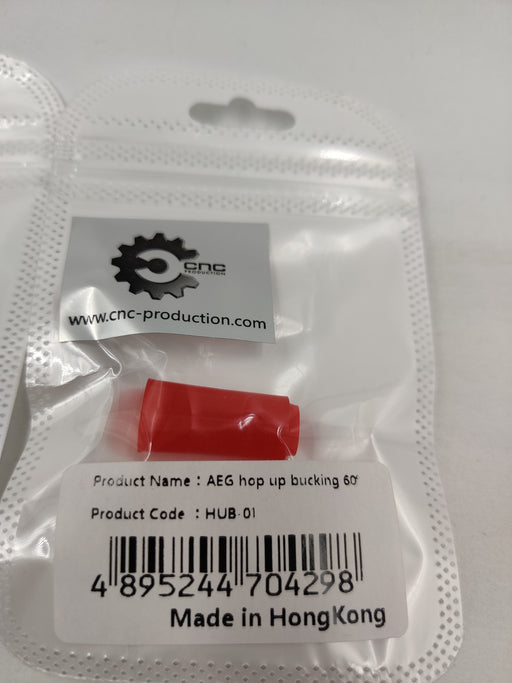 cnc
PRODUCTION
www.cnc-production.com
Product Name : AEG hop up bucking 60°
Product Code : HUB-01
4 895244 704298
Made in HongKong